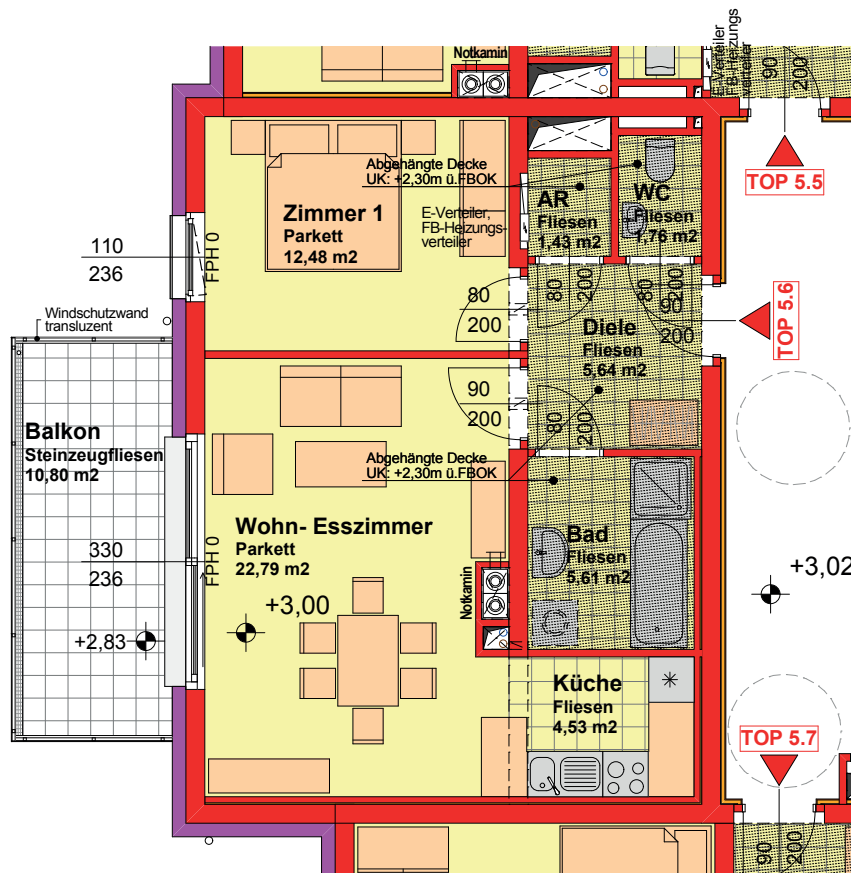 Notkamin
E-Verteiler
FB-Heizungs
verteiler
90
200
TOP 5.5
Abgehängte Decke
UK: +2,30m ü.FBOK
AR
Fliesen
1,43 m2
WC
Fliesen
1,76 m2
Zimmer 1
Parkett
12,48 m2
E-Verteiler,
FB-Heizungs-
verteiler
110
236
FPH 0
80
200
80
200
80
200
90
200
TOP 5.6
Windschutzwand
transluzent
Diele
Fliesen
5,64 m2
90
200
80
200
Balkon
Steinzeugfliesen
10,80 m2
Abgehängte Decke
UK: +2,30m ü.FBOK
Wohn- Esszimmer
Parkett
22,79 m2
Bad
Fliesen
5,61 m2
330
236
FPH 0
+3,00
+2,83
Notkamin
+3,02
Küche
Fliesen
4,53 m2
TOP 5.7
90
200